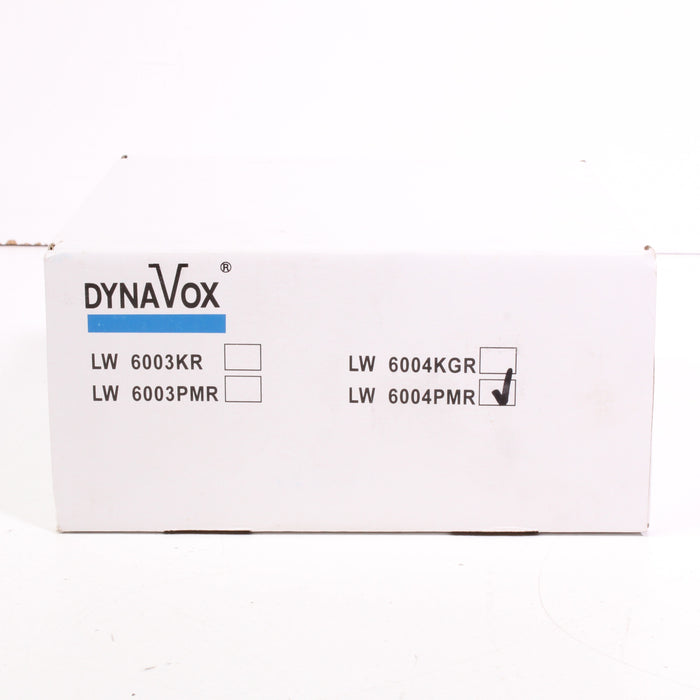 DYNAVOX®
LW 6003KR
LW 6003PMR
LW 6004KGR
LW 6004PMR ✓